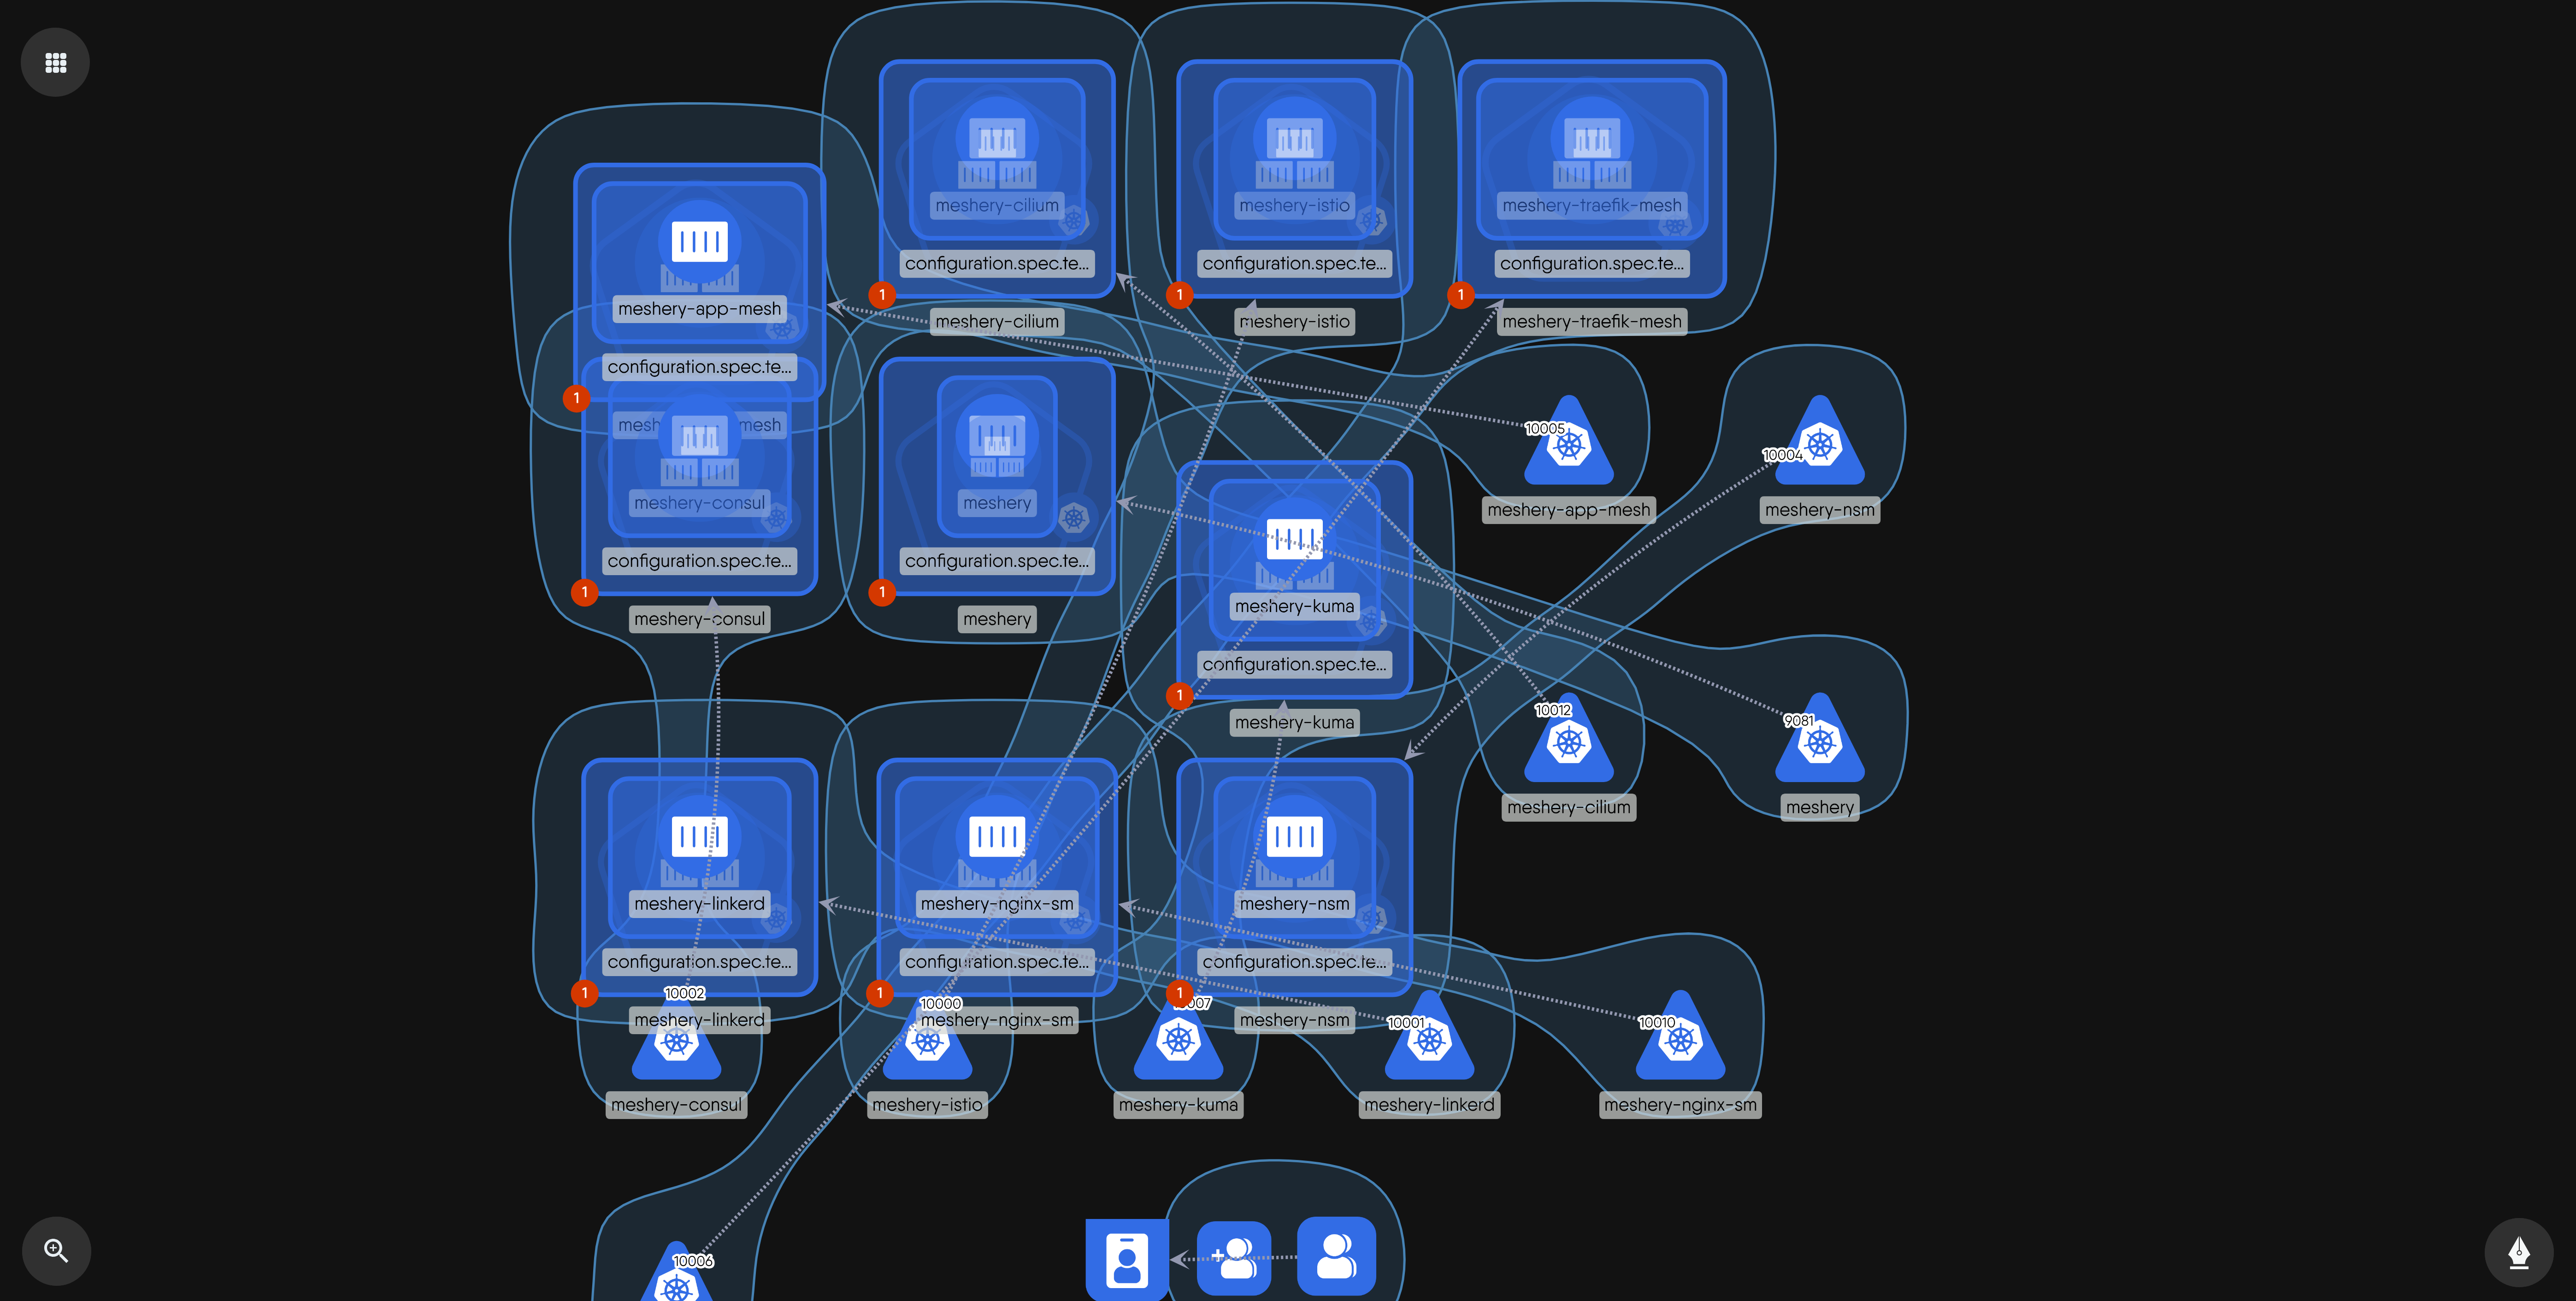 meshery-cilium
configuration.spec.te...
1
meshery-cilium
meshery-istio
configuration.spec.te...
1
meshery-istio
meshery-traefik-mesh
configuration.spec.te...
1
meshery-traefik-mesh
meshery-app-mesh
configuration.spec.te...
1
mesh mesh
meshery-consul
configuration.spec.te...
1
meshery-consul
meshery
configuration.spec.te...
1
meshery
meshery-kuma
configuration.spec.te...
1
meshery-kuma
10005
meshery-app-mesh
10004
meshery-nsm
10012
meshery-cilium
9081
meshery
meshery-linkerd
configuration.spec.te...
1
meshery-linkerd
meshery-nginx-sm
configuration.spec.te...
1
meshery-nginx-sm
meshery-nsm
configuration.spec.te...
1
meshery-nsm
10002
meshery-consul
10000
meshery-istio
007
meshery-kuma
10001
meshery-linkerd
10010
meshery-nginx-sm
10006